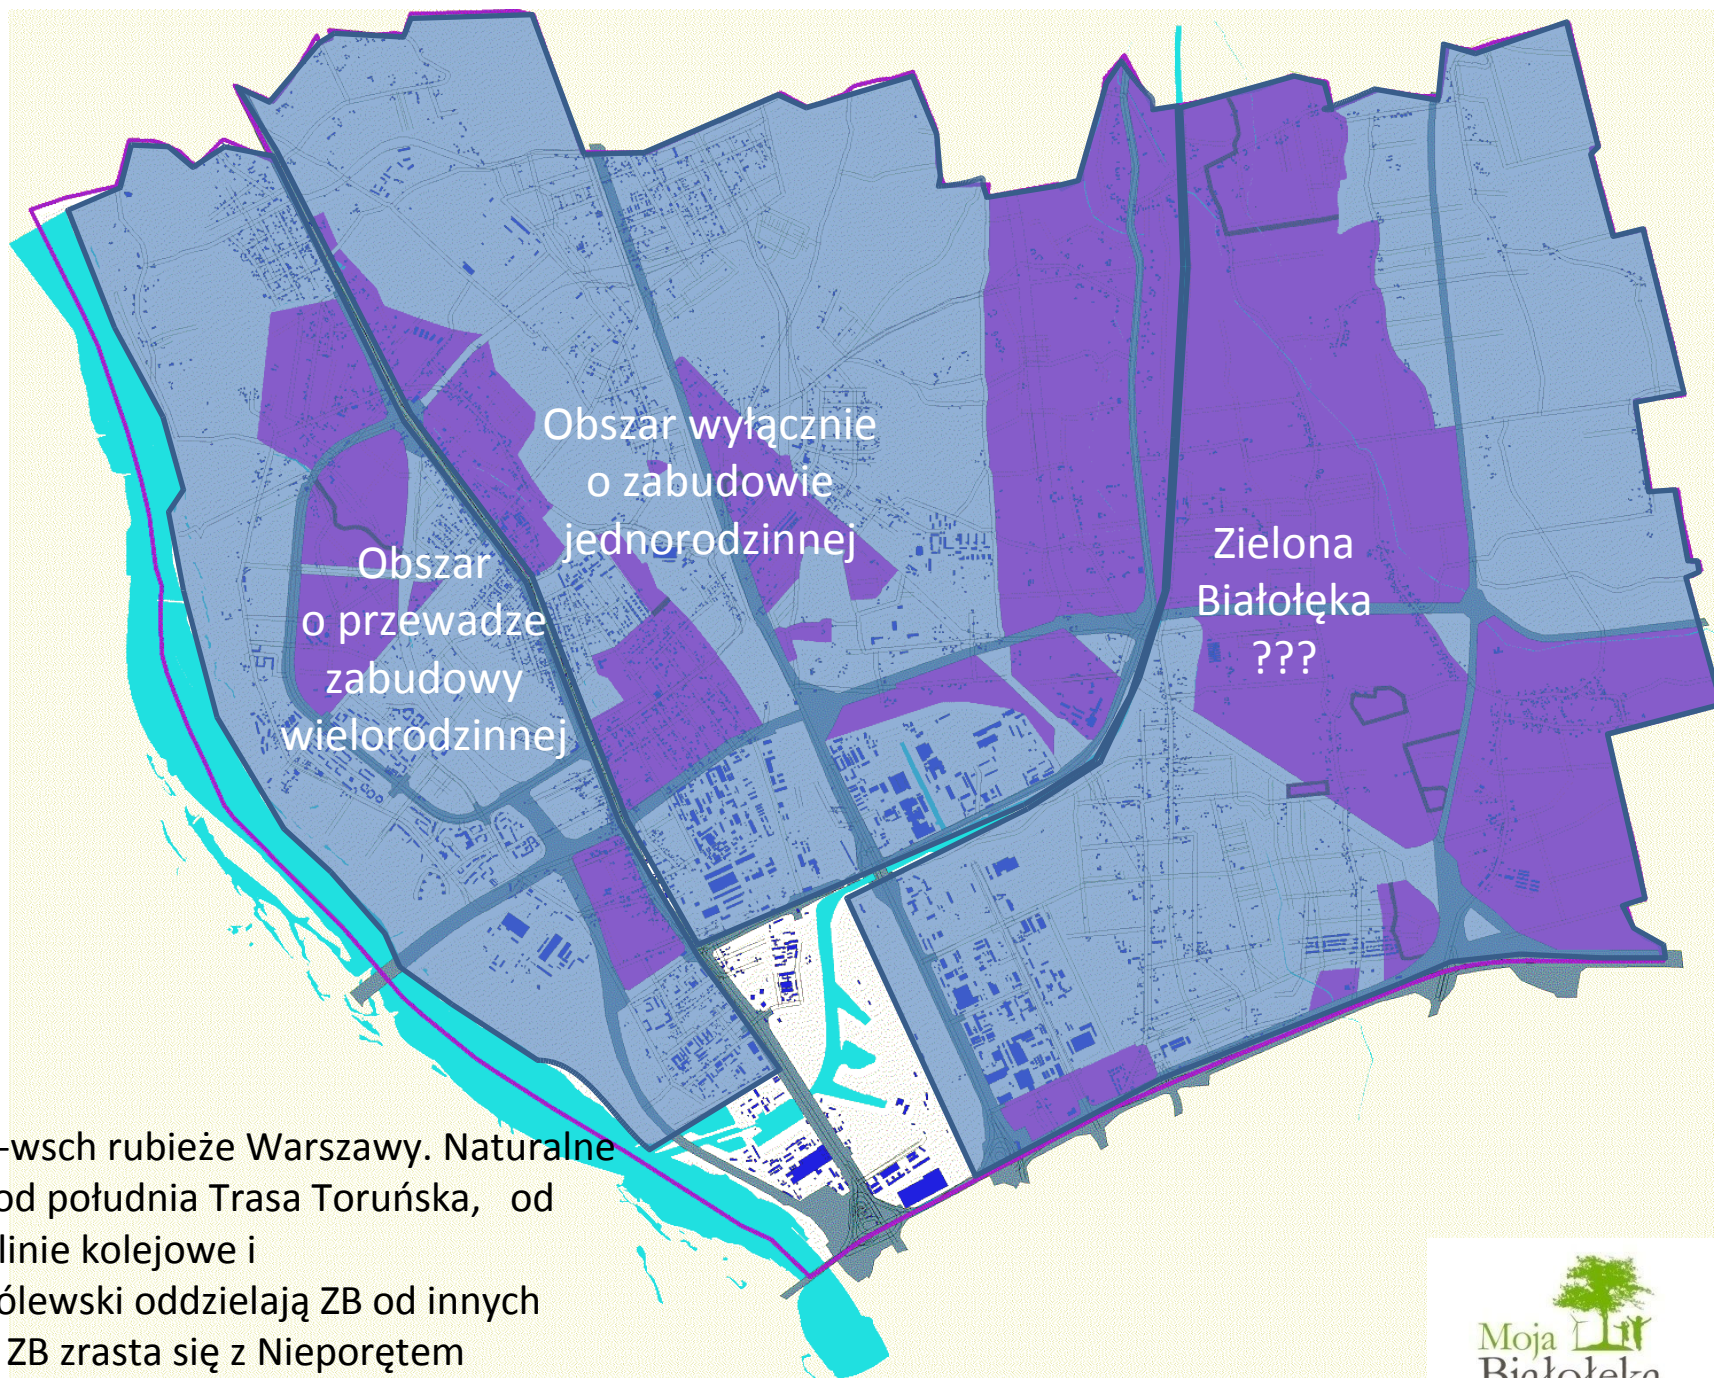 Obszar wyłącznie
o zabudowie
jednorodzinnej
Obszar
o przewadze
zabudowy
wielorodzinnej
Zielona
Białołęka
???
-wsch rubieże Warszawy. Naturalne
od południa Trasa Toruńska, od
linie kolejowe i
ólewski oddzielają ZB od innych
ZB zrasta się z Nieporętem
Moja
Białołęka